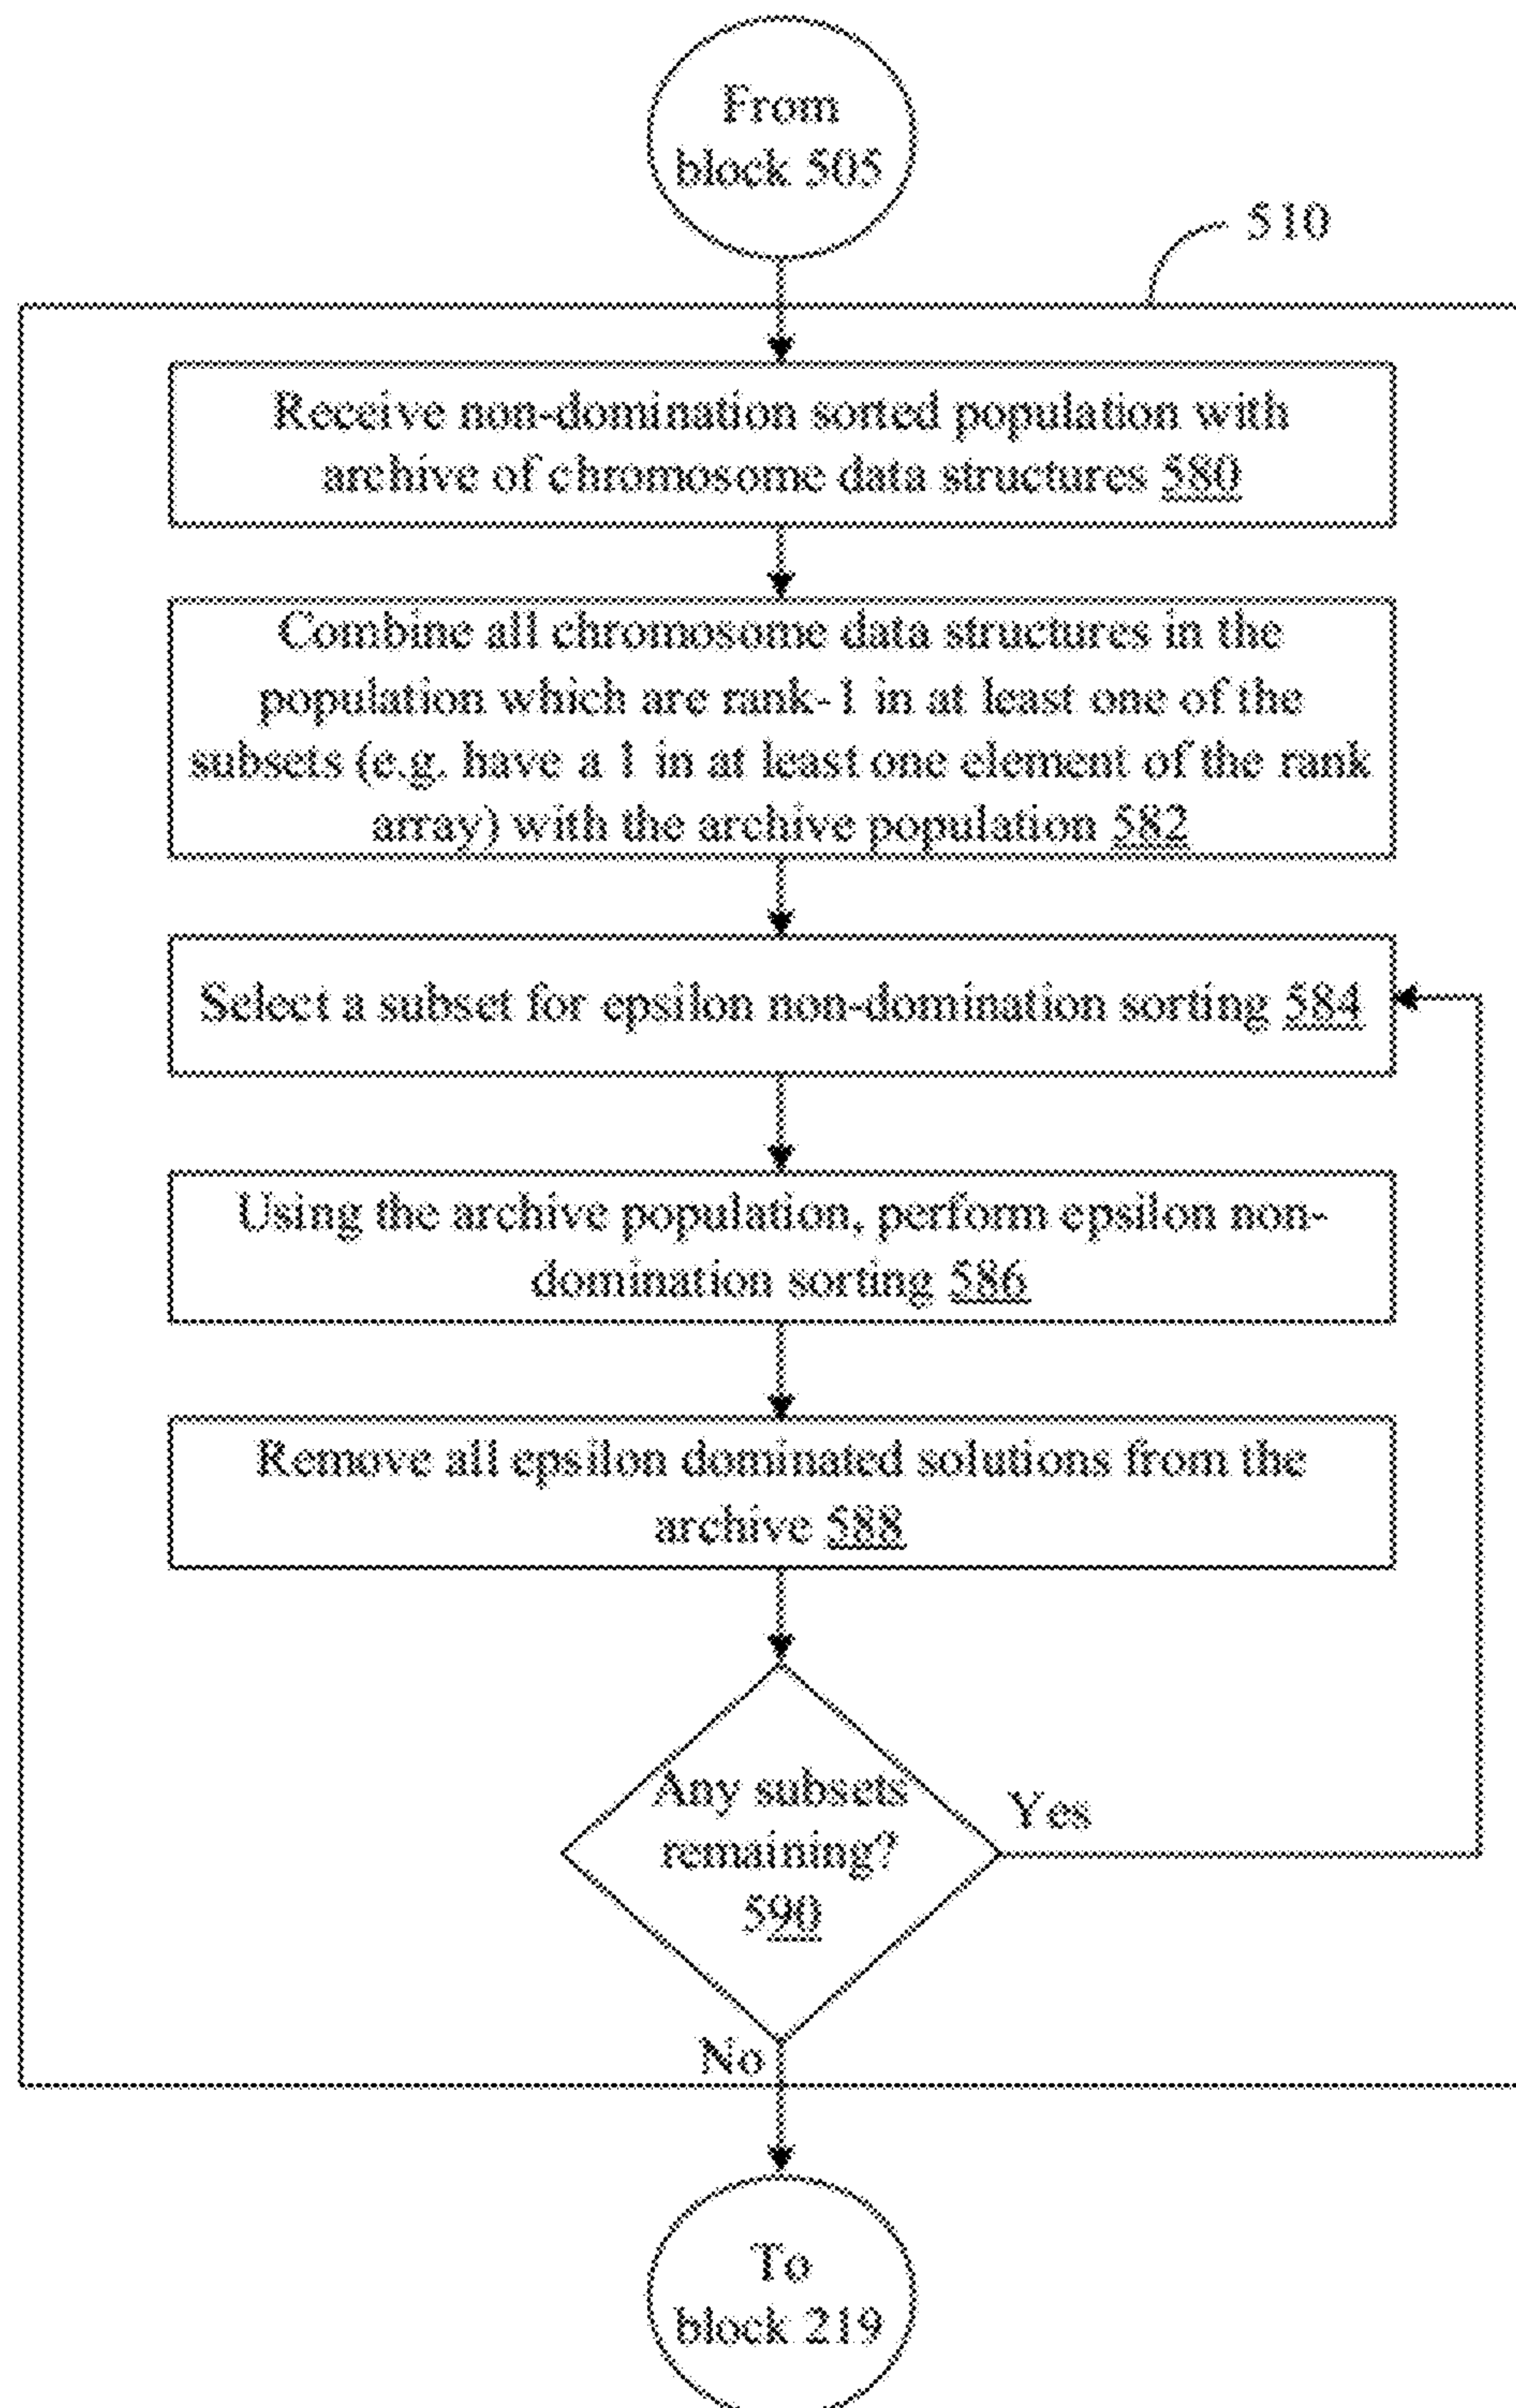 From
block 505
510
Receive non-domination sorted population with
archive of chromosome data structures 580
Combine all chromosome data structures in the
population which are rank-1 in at least one of the
subsets (e.g. have a 1 in at least one element of the rank
array) with the archive population 582
Select a subset for epsilon non-domination sorting 584
Using the archive population, perform epsilon non-
domination sorting 586
Remove all epsilon dominated solutions from the
archive 588
Any subsets
remaining?
590
Yes
No
To
block 219